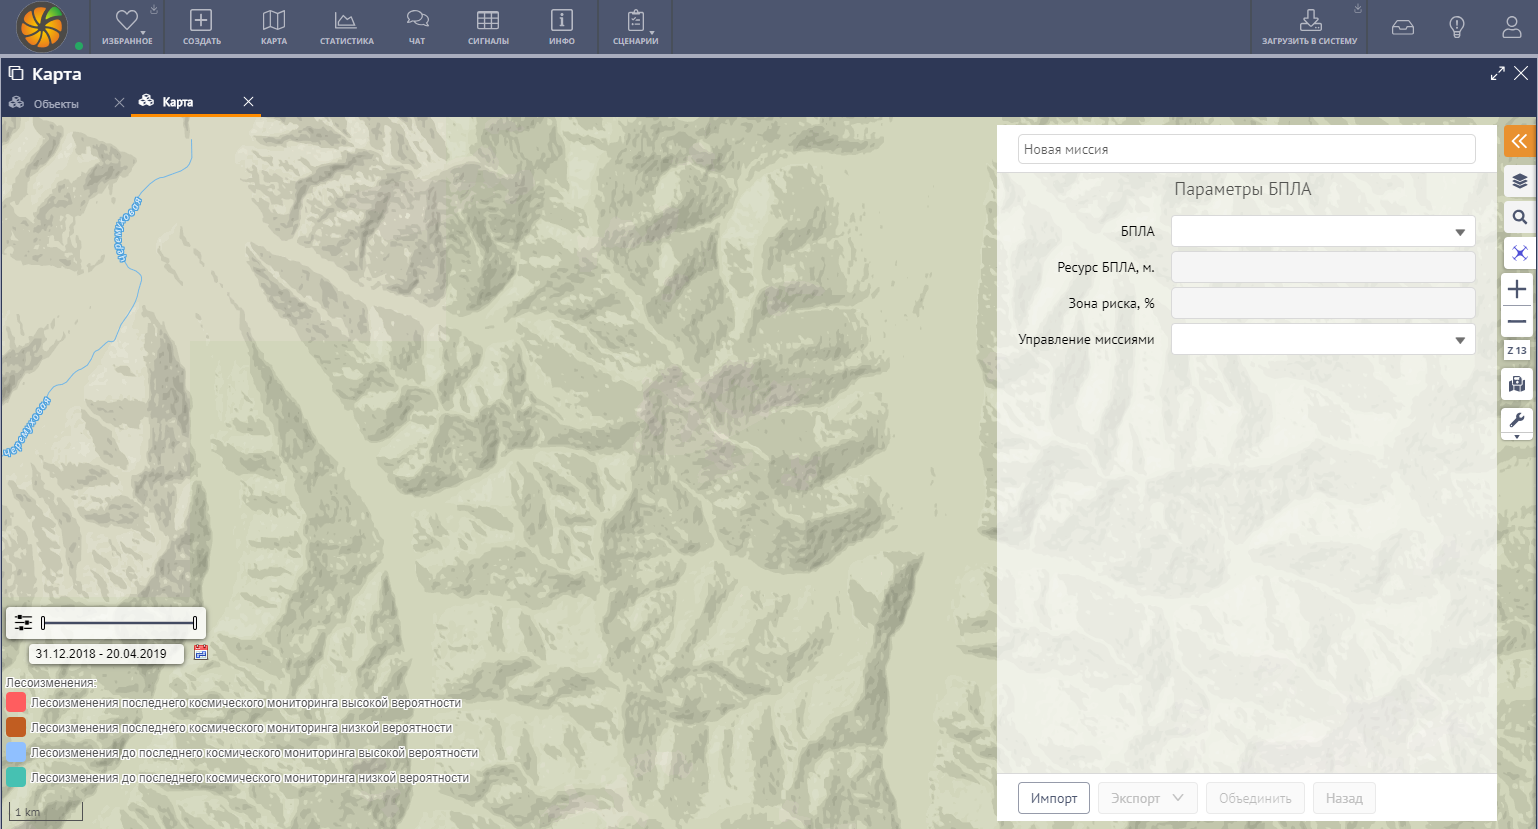 ИЗБРАННОЕ
СОЗДАТЬ
КАРТА
СТАТИСТИКА
ЧАТ
СИГНАЛЫ
ИНФО
СЦЕНАРИИ
ЗАГРУЗИТЬ В СИСТЕМУ
Карта
Объекты
Карта
Черемуховая
Черемуховая
Новая миссия
Параметры БПЛА
БПЛА
Ресурс БПЛА, м.
Зона риска, %
Управление миссиями
Z 13
31.12.2018 - 20.04.2019
Лесоизменения:
Лесоизменения последнего космического мониторинга высокой вероятности
Лесоизменения последнего космического мониторинга низкой вероятности
Лесоизменения до последнего космического мониторинга высокой вероятности
Лесоизменения до последнего космического мониторинга низкой вероятности
1 km
Импорт
Экспорт
Объединить
Назад